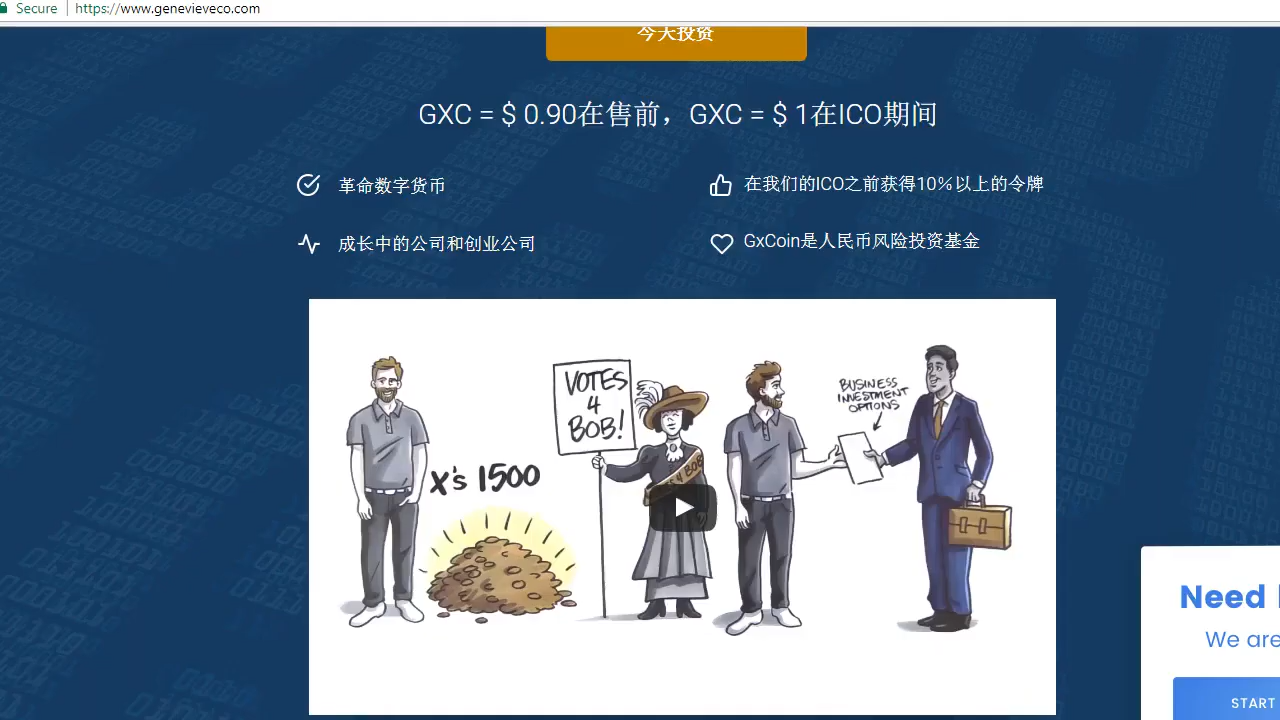 Secure
https://www.genevieveco.com
今天投资
GXC = $ 0.90在售前，GXC = $ 1在ICO期间
革命数字货币
在我们的ICO之前获得10％以上的令牌
成长中的公司和创业公司
GxCoin是人民币风险投资基金
VOTES
4
BOB!
BUSINESS
INVESTMENT
OPTIONS
X's 1500
4 BOB
Need
We are
START